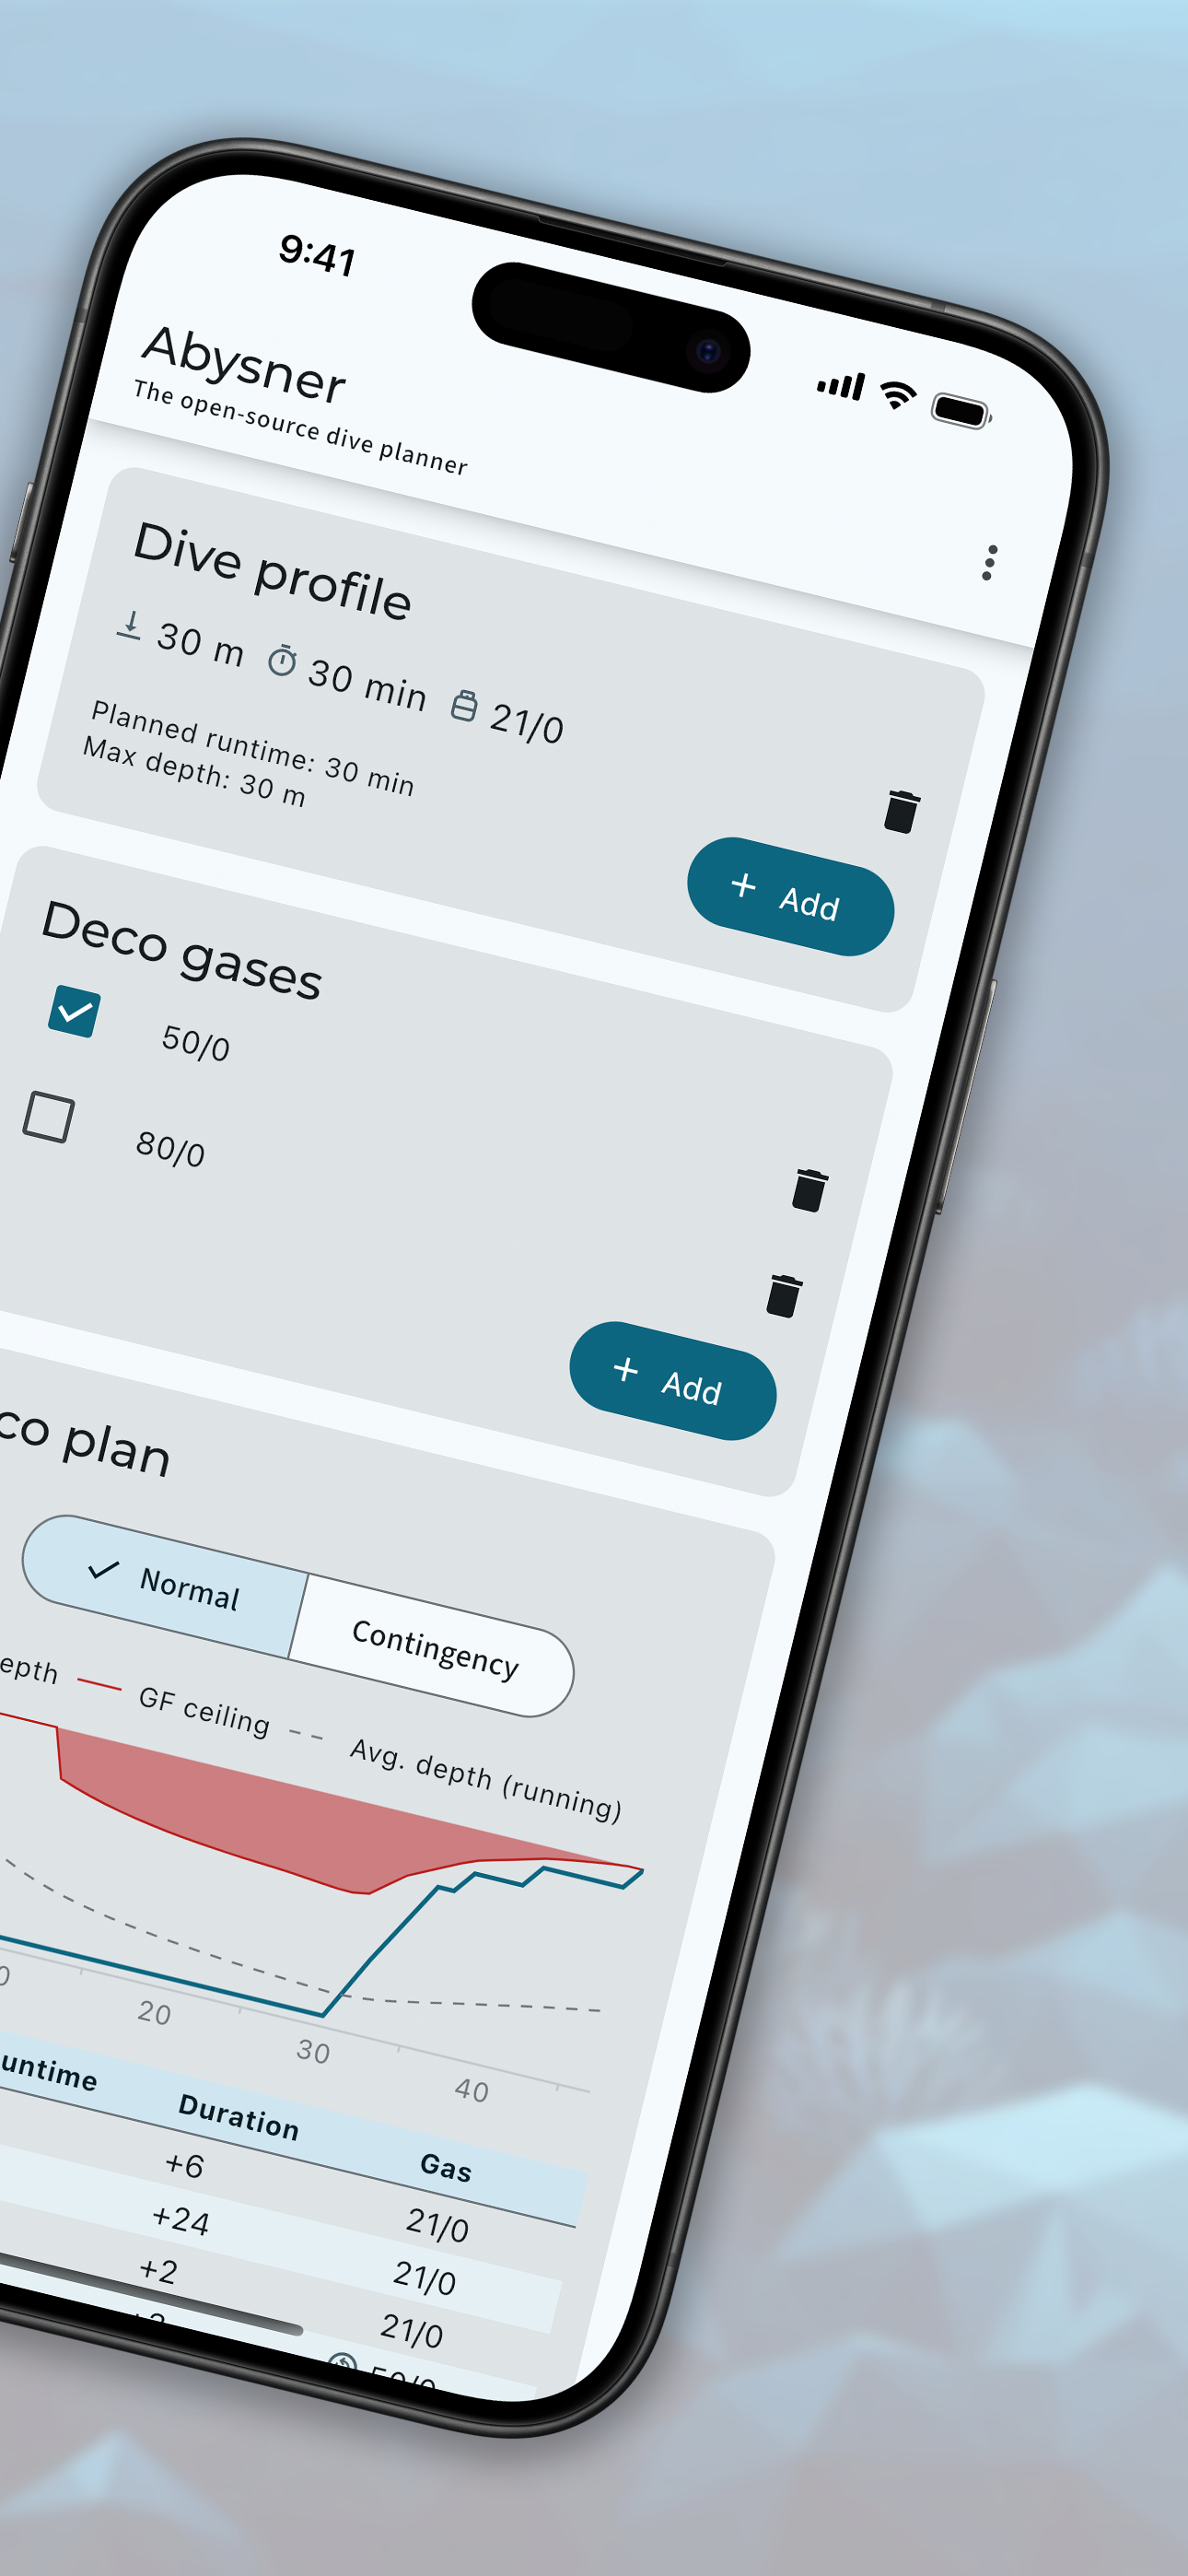 9:41
Abysner
The open-source dive planner
Dive profile
30 m 30 min 21/0
Planned runtime: 30 min
Max depth: 30 m
+ Add
Deco gases
50/0
80/0
+ Add
co plan
Normal Contingency
epth GF ceiling Avg. depth (running)
0 20 30 40
untime Duration Gas
+6 21/0
+24 21/0
+2 21/0
50/0